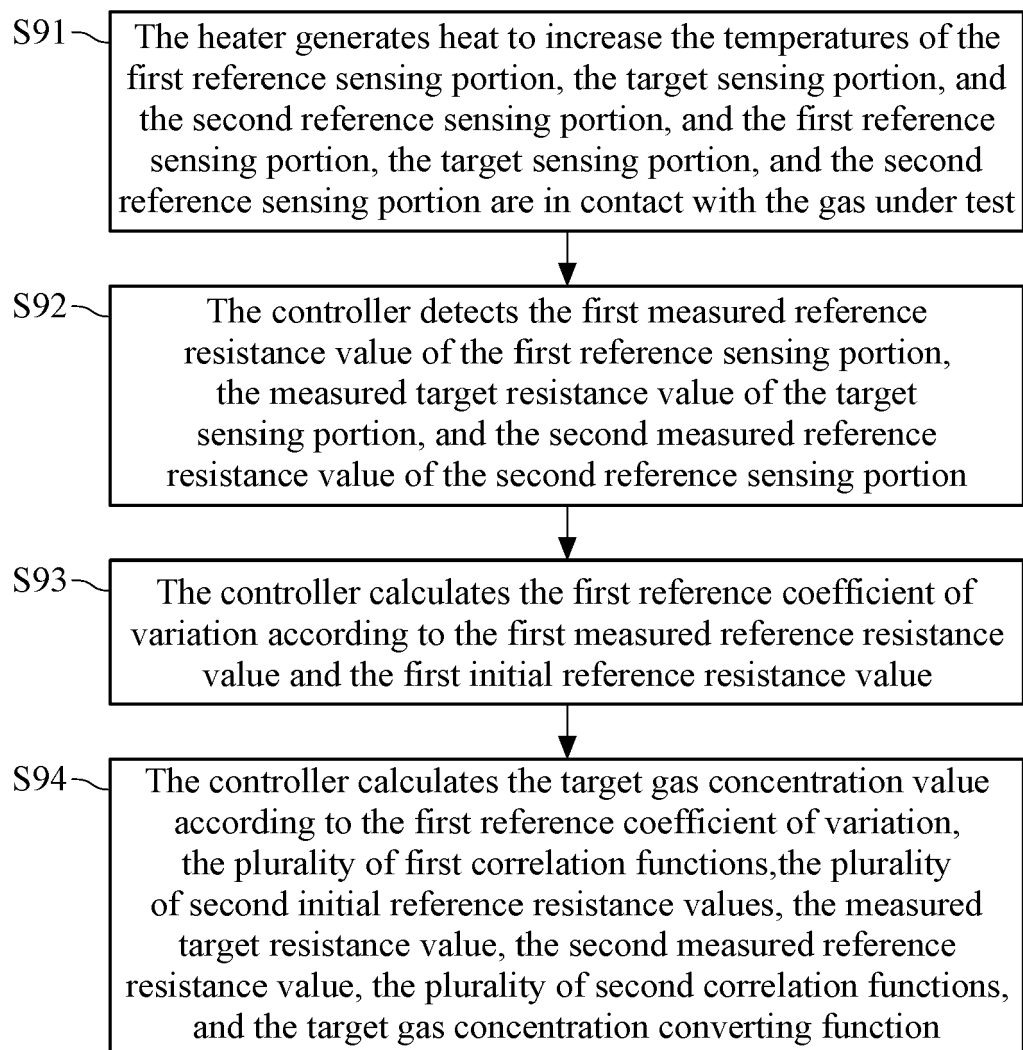 S91
The heater generates heat to increase the temperatures of the
first reference sensing portion, the target sensing portion, and
the second reference sensing portion, and the first reference
sensing portion, the target sensing portion, and the second
reference sensing portion are in contact with the gas under test
S92
The controller detects the first measured reference
resistance value of the first reference sensing portion,
the measured target resistance value of the target
sensing portion, and the second measured reference
resistance value of the second reference sensing portion
S93
The controller calculates the first reference coefficient of
variation according to the first measured reference resistance
value and the first initial reference resistance value
S94
The controller calculates the target gas concentration value
according to the first reference coefficient of variation,
the plurality of first correlation functions,the plurality
of second initial reference resistance values, the measured
target resistance value, the second measured reference
resistance value, the plurality of second correlation functions,
and the target gas concentration converting function